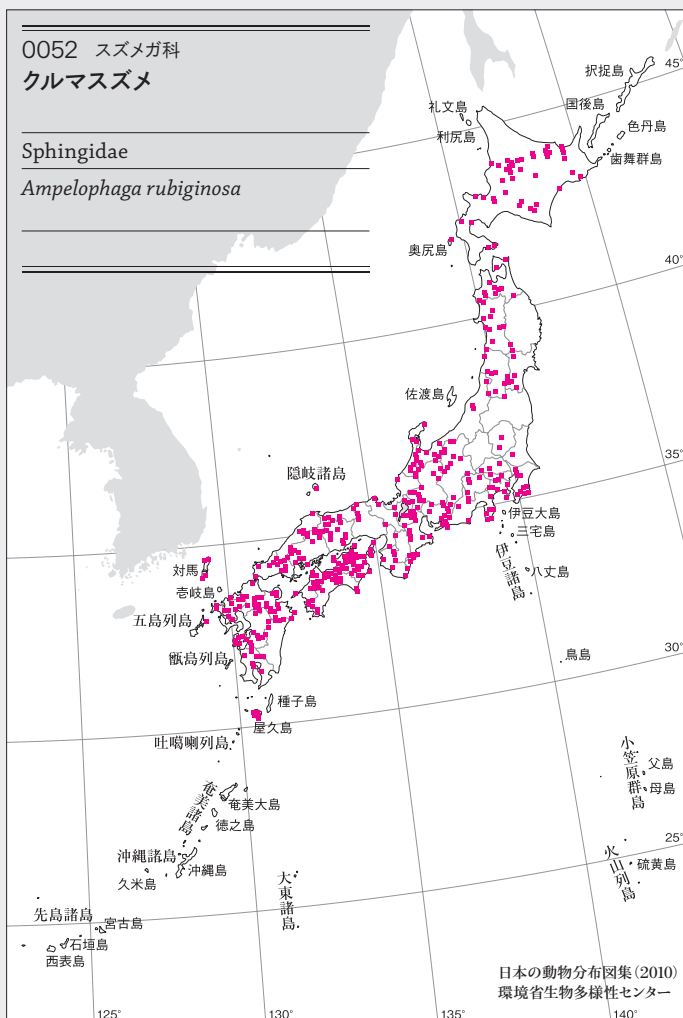 0052 スズメガ科
クルマスズメ
Sphingidae
Ampelophaga rubiginosa
45°
択捉島
国後島
礼文島
色丹島
利尻島
歯舞群島
奥尻島
40°
佐渡島
35°
隠岐諸島
伊豆大島
三宅島
伊豆諸島
八丈島
対馬
壱岐島
五島列島
甑島列島
鳥島
30°
種子島
屋久島
吐噶喇列島
小笠原群島
父島
母島
奄美諸島
奄美大島
徳之島
25°
沖縄諸島
沖縄島
久米島
火山列島
硫黄島
大東諸島
先島諸島
宮古島
石垣島
西表島
日本の動物分布図集(2010)
環境省生物多様性センター
125°
130°
135°
140°